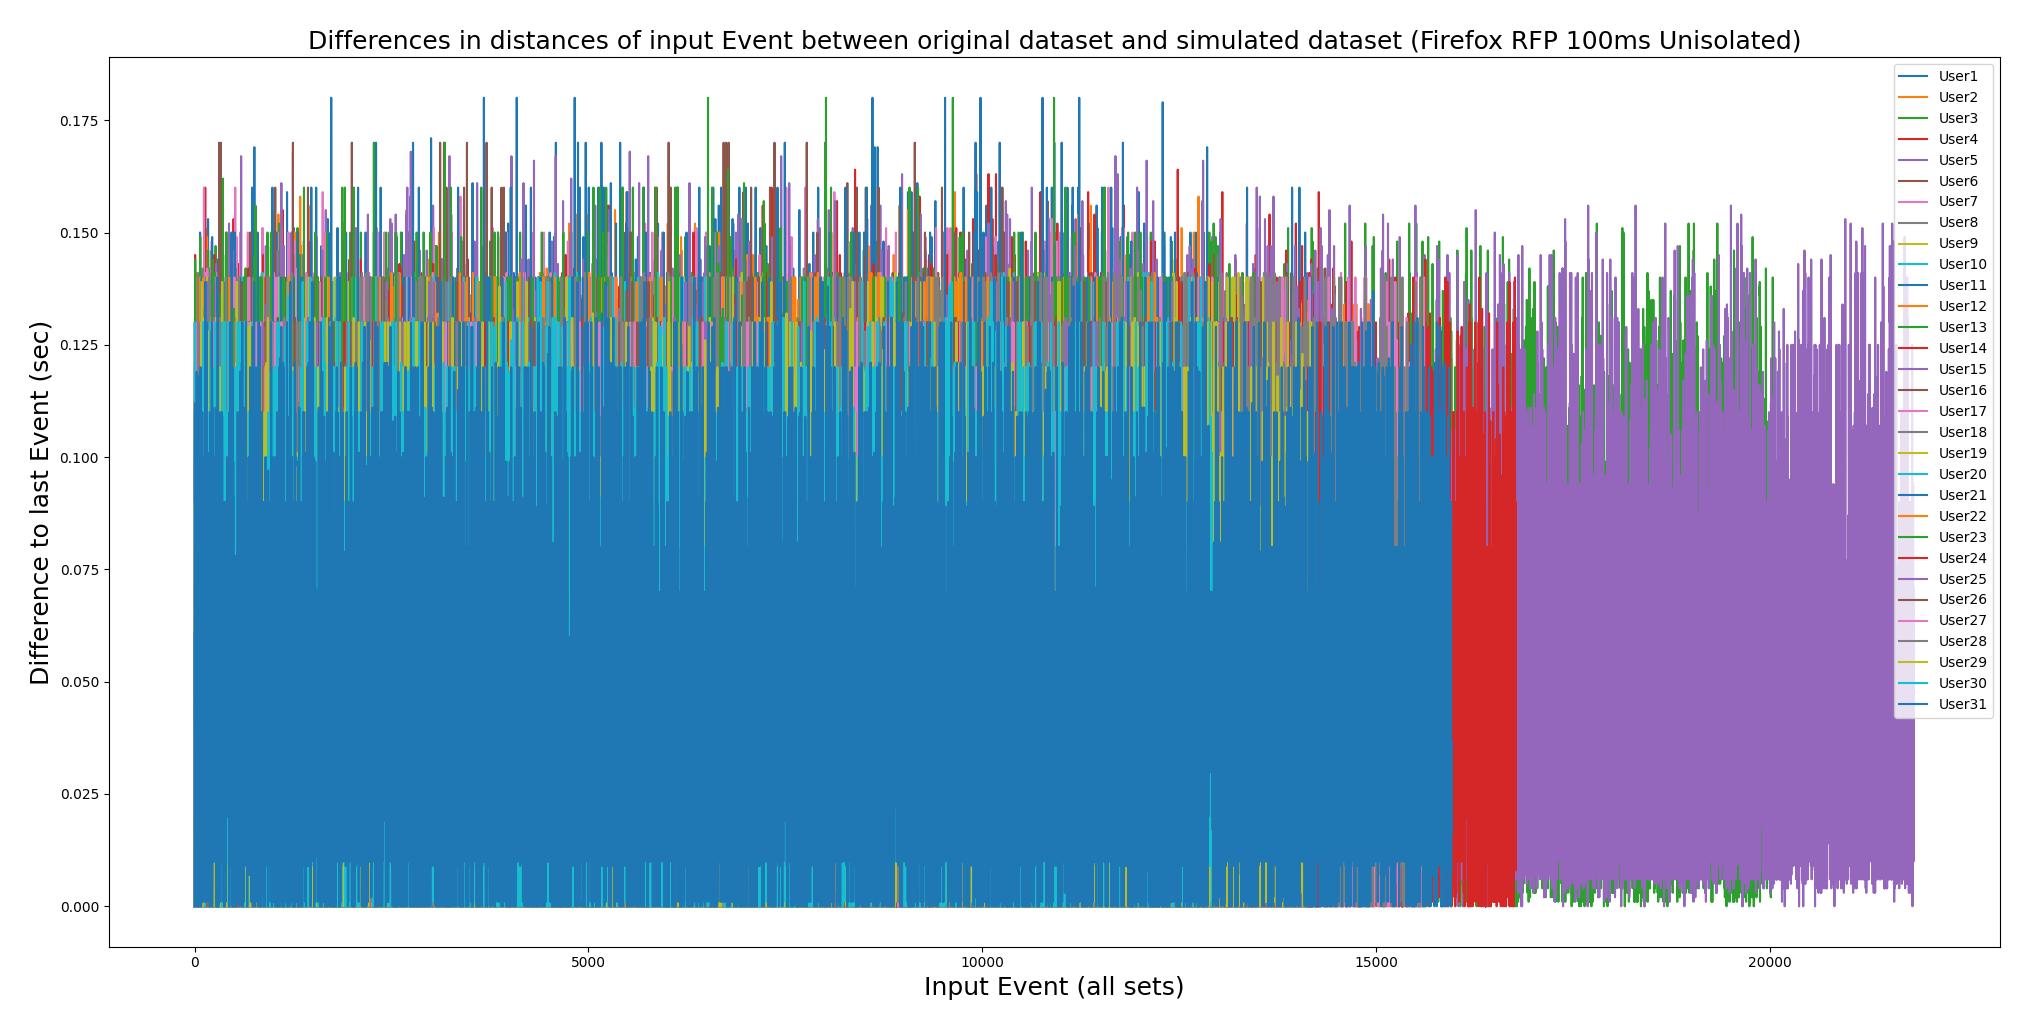 Differences in distances of input Event between original dataset and simulated dataset (Firefox RFP 100ms Unisolated)
User1
User2
User3
User4
User5
User6
User7
User8
User9
User10
User11
User12
User13
User14
User15
User16
User17
User18
User19
User20
User21
User22
User23
User24
User25
User26
User27
User28
User29
User30
User31
Difference to last Event (sec)
0.175
0.150
0.125
0.100
0.075
0.050
0.025
0.000
0
5000
10000
15000
20000
Input Event (all sets)